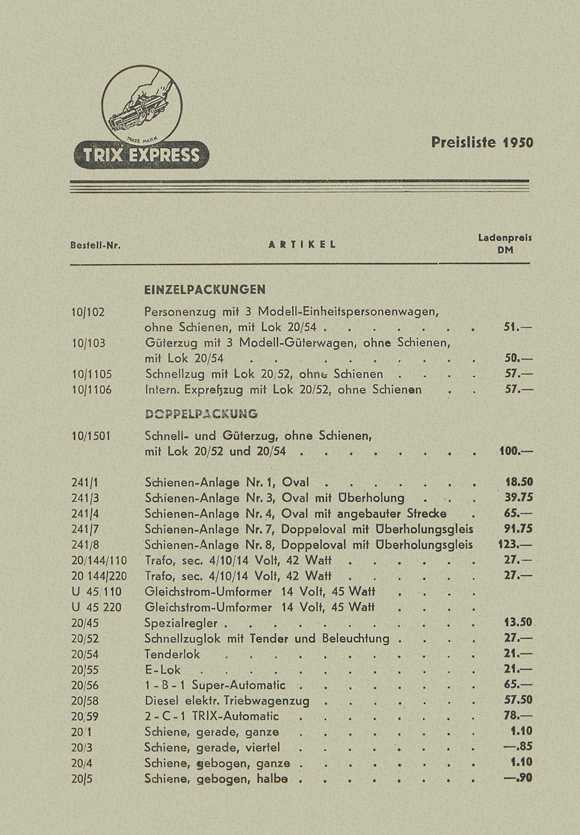 TRADE MARK
TRIX EXPRESS
Preisliste 1950
Bestell-Nr. ARTIKEL Ladenpreis DM
EINZELPACKUNGEN
10/102 Personenzug mit 3 Modell-Einheitspersonenwagen,
ohne Schienen, mit Lok 20/54 . . . . . . . 51.—
10/103 Güterzug mit 3 Modell-Güterwagen, ohne Schienen,
mit Lok 20/54 . . . . . . . . 50.—
10/1105 Schnellzug mit Lok 20/52, ohne Schienen . . . . 57.—
10/1106 Intern. Expreßzug mit Lok 20/52, ohne Schienen . . 57.—
DOPPELPACKUNG
10/1501 Schnell- und Güterzug, ohne Schienen,
mit Lok 20/52 und 20/54 . . . . . . . . 100.—
241/1 Schienen-Anlage Nr. 1, Oval . . . . . . . 18.50
241/3 Schienen-Anlage Nr. 3, Oval mit Überholung . . . 39.75
241/4 Schienen-Anlage Nr. 4, Oval mit angebauter Strecke . 65.—
241/7 Schienen-Anlage Nr. 7, Doppeloval mit Überholungsgleis 91.75
241/8 Schienen-Anlage Nr. 8, Doppeloval mit Überholungsgleis 123.—
20/144/110 Trafo, sec. 4/10/14 Volt, 42 Watt . . . . . . 27.—
20 144/220 Trafo, sec. 4/10/14 Volt, 42 Watt . . . . . . 27.—
U 45/110 Gleichstrom-Umformer 14 Volt, 45 Watt . . . .
U 45 220 Gleichstrom-Umformer 14 Volt, 45 Watt . . . .
20/45 Spezialregler . . . . . . . . . . . 13.50
20/52 Schnellzuglok mit Tender und Beleuchtung . . . . 27.—
20/54 Tenderlok . . . . . . . . . . . 21.—
20/55 E-Lok . . . . . . . . . . . . 21.—
20/56 1 - B - 1 Super-Automatic . . . . . . . . 65.—
20/58 Diesel elektr. Triebwagenzug . . . . . . . 57.50
20/59 2 - C - 1 TRIX-Automatic . . . . . . . . 78.—
20/1 Schiene, gerade, ganze . . . . . . . . 1.10
20/3 Schiene, gerade, viertel . . . . . . . . —.85
20/4 Schiene, gebogen, ganze . . . . . . . . 1.10
20/5 Schiene, gebogen, halbe . . . . . . . . —.90